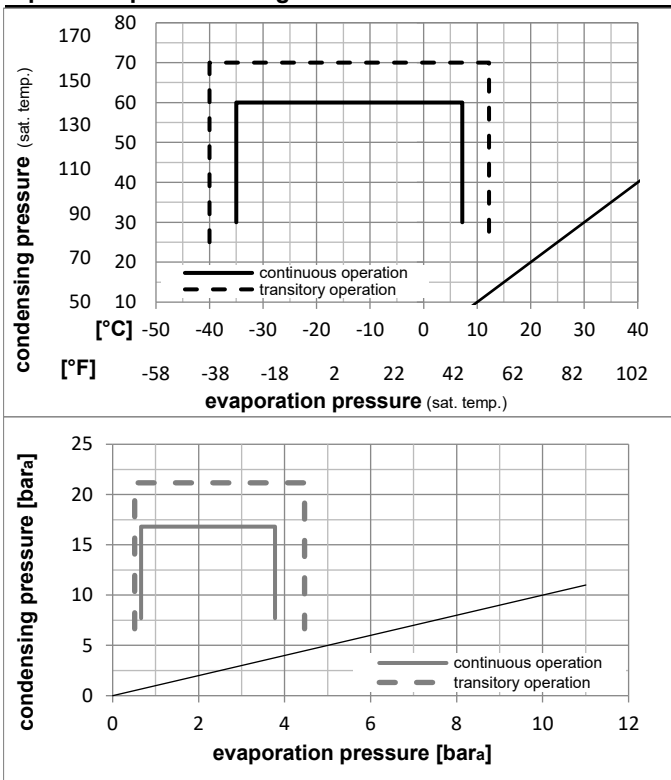 condensing pressure (sat. temp.)
170 80
150 70
130 60
50
110 40
90 30
70 20
50 10
continuous operation
transitory operation
[°C] -50 -40 -30 -20 -10 0 10 20 30 40
[°F] -58 -38 -18 2 22 42 62 82 102
evaporation pressure (sat. temp.)
condensing pressure [bara]
25
20
15
10
5
0
continuous operation
transitory operation
0 2 4 6 8 10 12
evaporation pressure [bara]